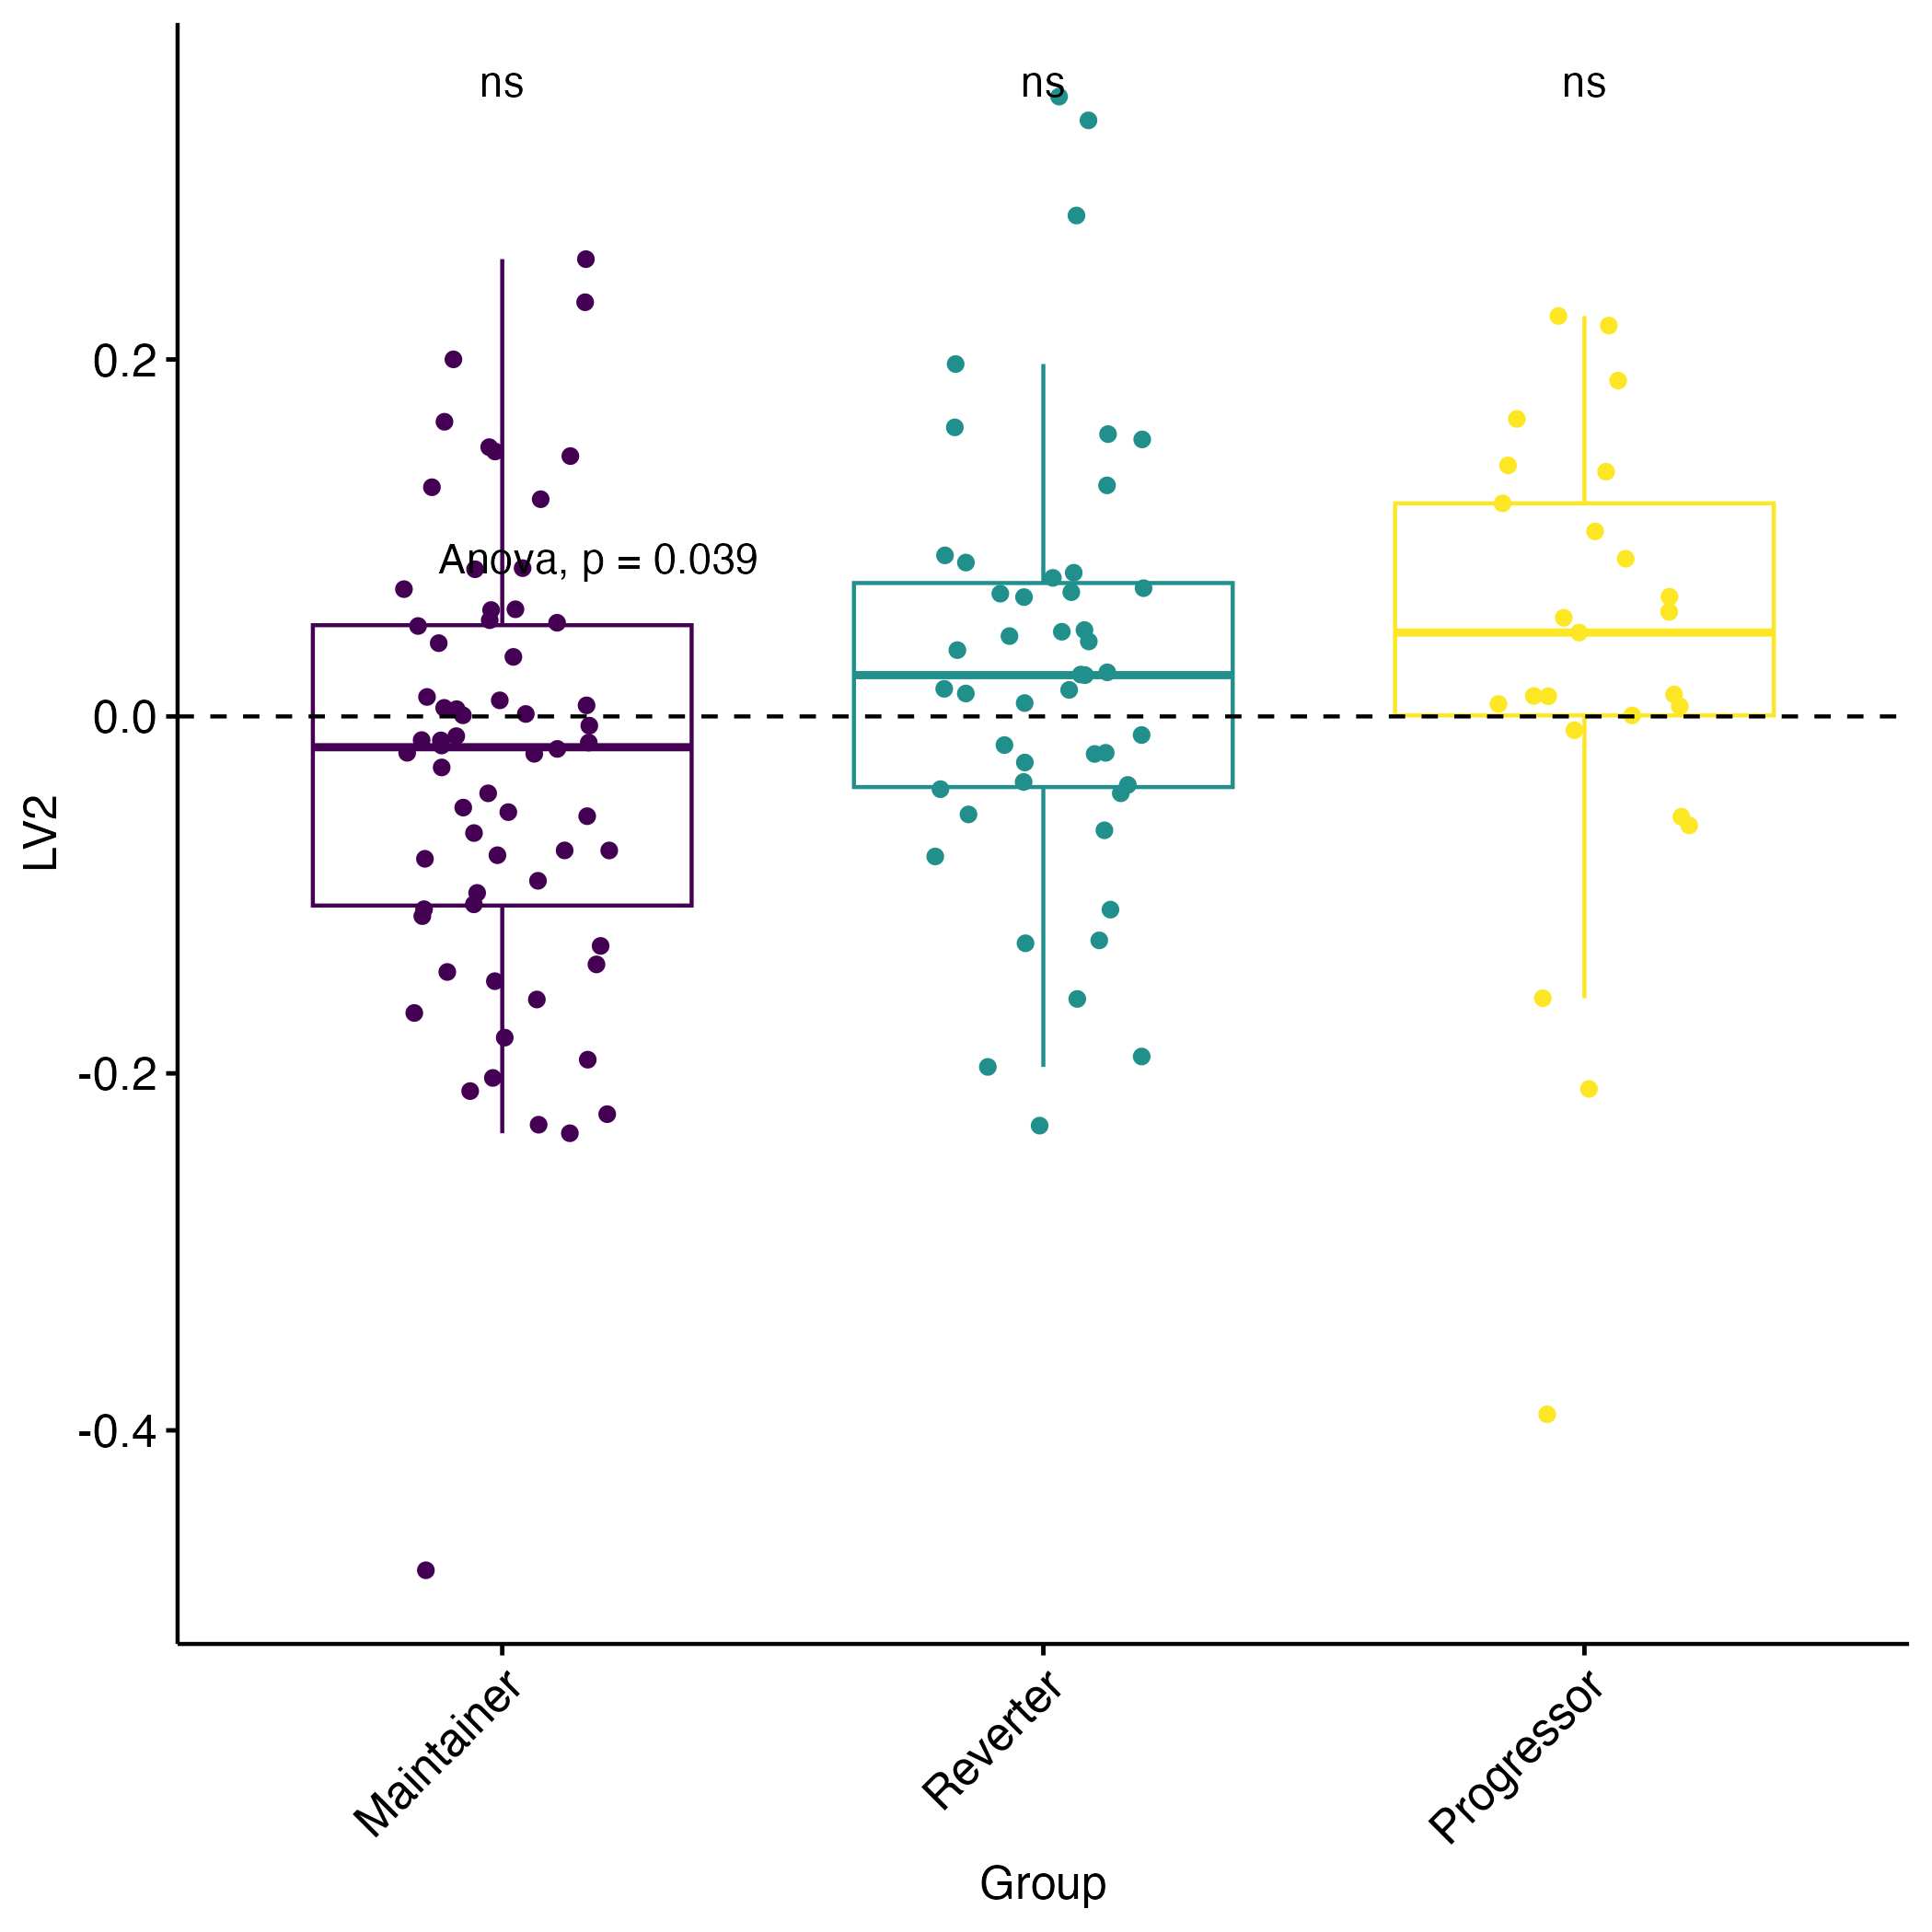 ns ns ns
0.2
Anova, p = 0.039
0.0
LV2
-0.2
-0.4
Maintainer Reverter Progressor
Group